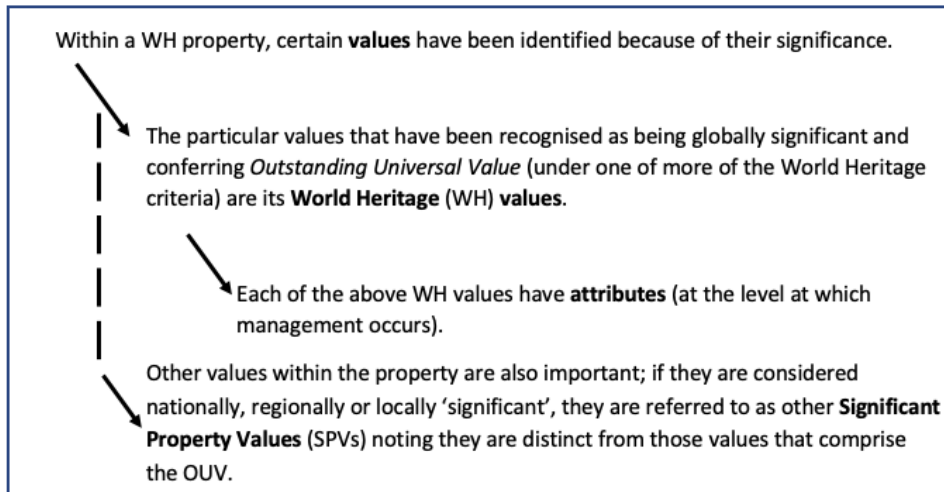 Within a WH property, certain values have been identified because of their significance.
The particular values that have been recognised as being globally significant and
conferring Outstanding Universal Value (under one of more of the World Heritage
criteria) are its World Heritage (WH) values.
Each of the above WH values have attributes (at the level at which
management occurs).
Other values within the property are also important; if they are considered
nationally, regionally or locally ‘significant’, they are referred to as other Significant
Property Values (SPVs) noting they are distinct from those values that comprise
the OUV.